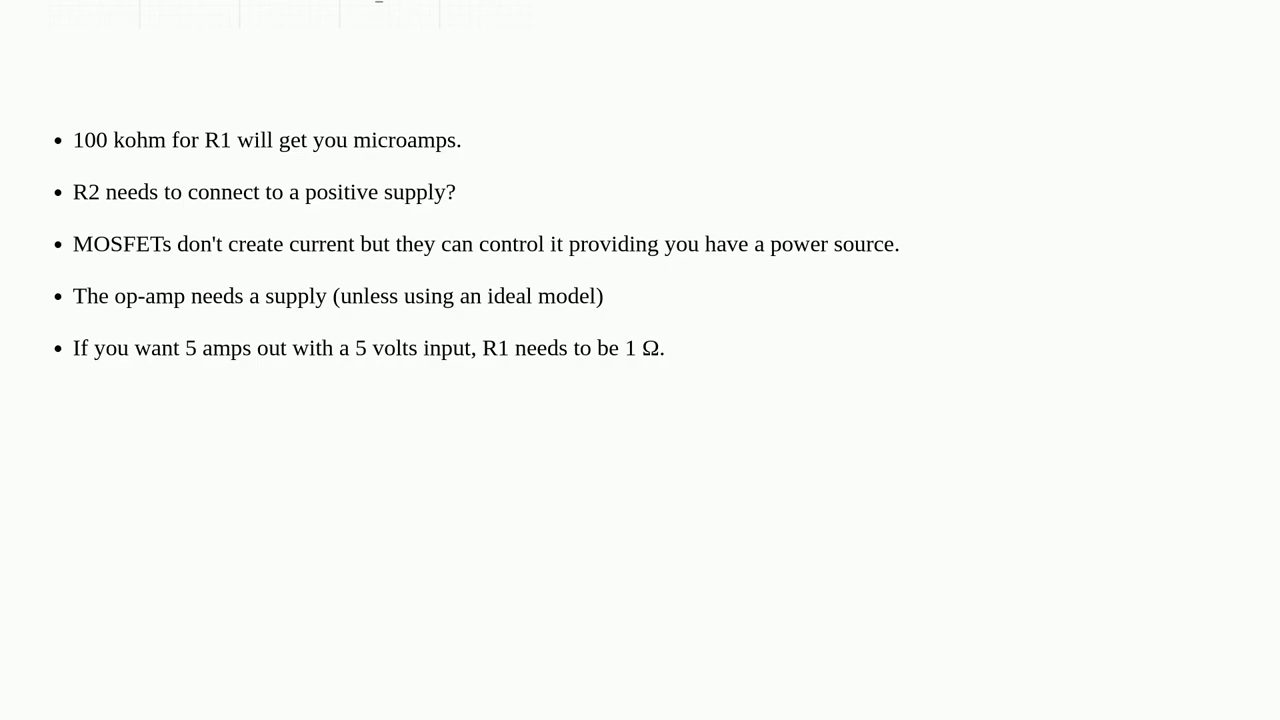 • 100 kohm for R1 will get you microamps.
• R2 needs to connect to a positive supply?
• MOSFETs don't create current but they can control it providing you have a power source.
• The op-amp needs a supply (unless using an ideal model)
• If you want 5 amps out with a 5 volts input, R1 needs to be 1 Ω.